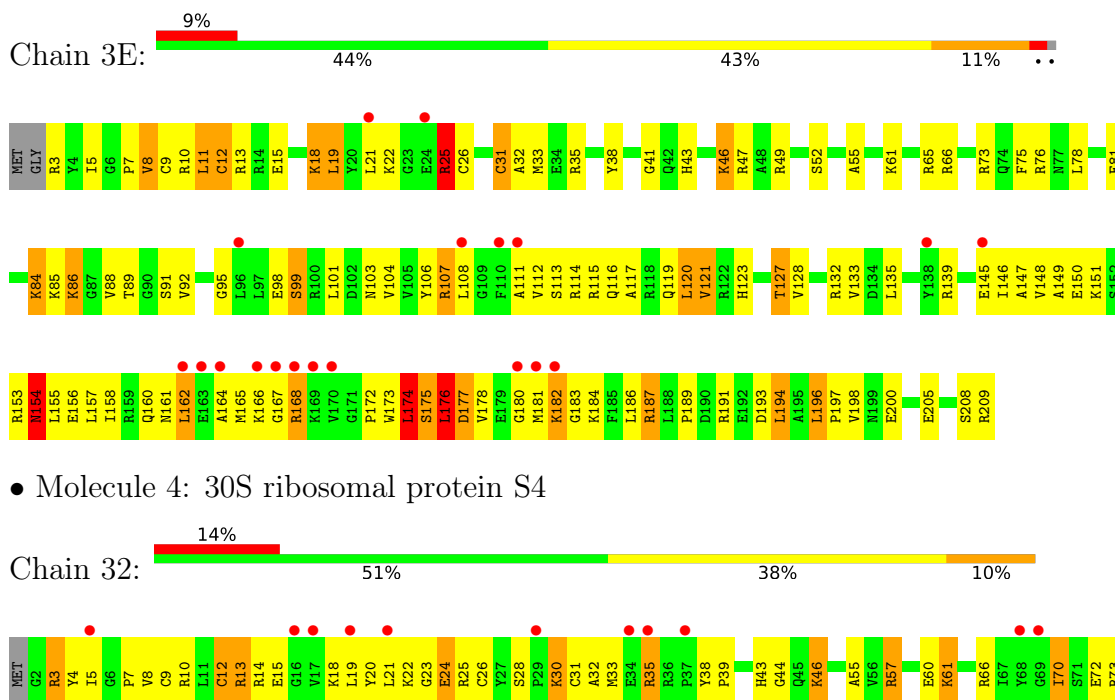 9%
Chain 3E:
44% 43% 11% . .
MET GLY R3 Y4 I5 G6 P7 V8 C9 R10 L11 C12 R13 R14 E15 K18 L19 Y20 L21 K22 G23 E24 R25 C26 C31 A32 M33 E34 R35 Y38 G41 Q42 H43 K46 R47 A48 R49 S52 A55 K61 R65 R66 R73 Q74 F75 R76 N77 L78 E81
K84 K85 K86 G87 V88 T89 G90 S91 V92 G95 L96 L97 E98 S99 R100 L101 D102 N103 V104 V105 Y106 R107 L108 G109 F110 A111 V112 S113 R114 R115 Q116 A117 R118 Q119 L120 V121 R122 H123 T127 V128 R132 V133 D134 L135 Y138 R139 E145 I146 A147 V148 A149 E150 K151 S152
R153 N154 L155 E156 L157 I158 R159 Q160 N161 L162 E163 A164 M165 K166 G167 R168 K169 V170 G171 P172 W173 L174 S175 L176 D177 V178 E179 G180 M181 K182 G183 K184 F185 L186 R187 L188 P189 D190 R191 E192 D193 L194 A195 L196 P197 V198 N199 E200 E205 S208 R209
• Molecule 4: 30S ribosomal protein S4
14%
Chain 32:
51% 38% 10%
MET G2 R3 Y4 I5 G6 P7 V8 C9 R10 L11 C12 R13 R14 E15 G16 V17 K18 L19 Y20 L21 K22 G23 E24 R25 C26 Y27 S28 P29 K30 C31 A32 M33 E34 R35 R36 P37 Y38 P39 H43 G44 Q45 K46 A55 V56 R57 E60 K61 R66 I67 Y68 G69 I70 S71 E72 K73